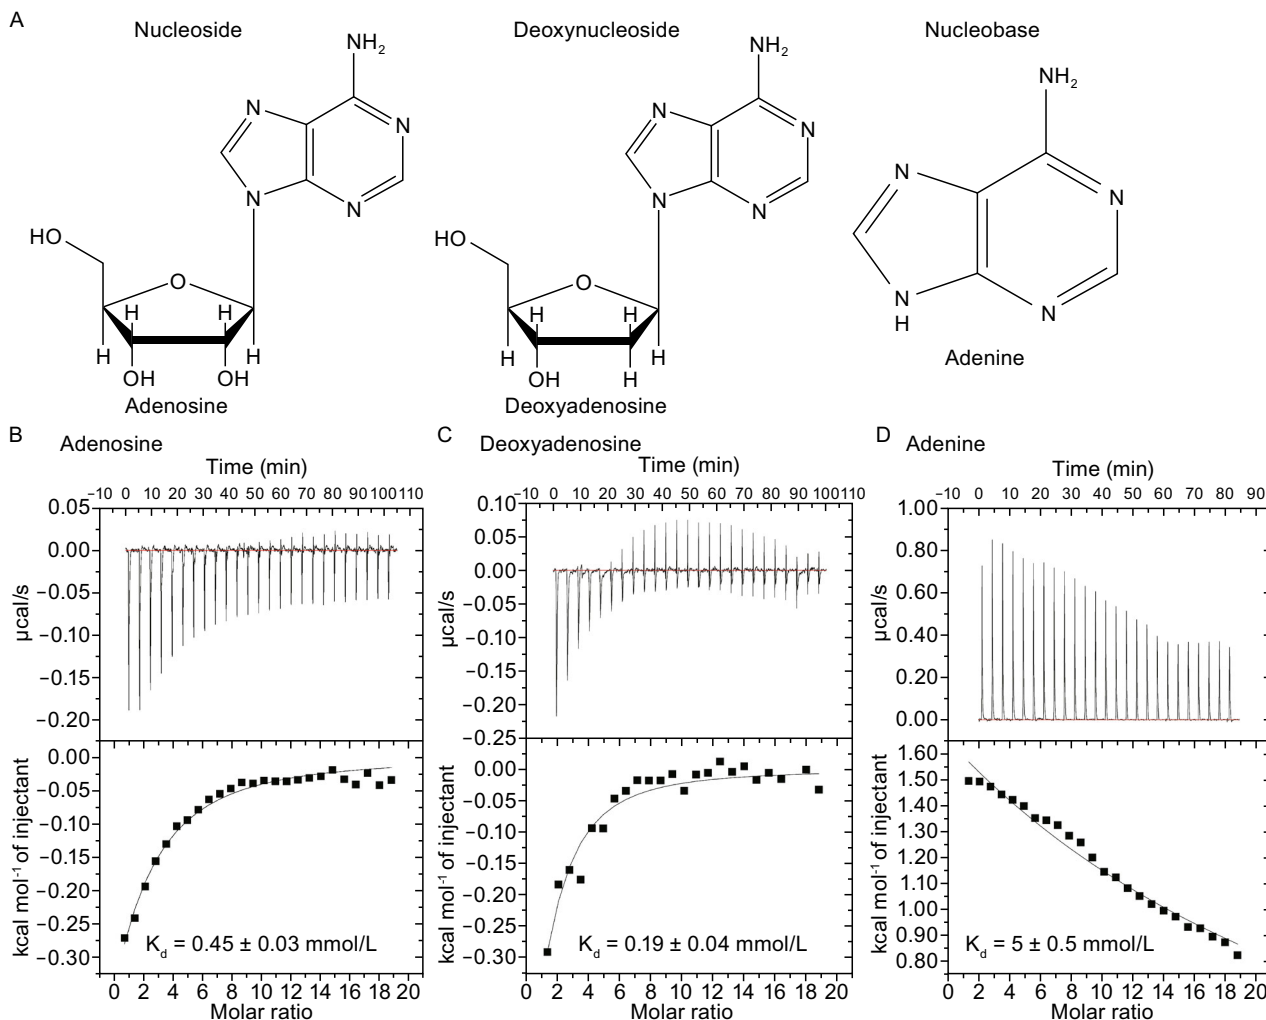 A
Nucleoside
Deoxynucleoside
Nucleobase
NH2
N
N
N
N
HO
O
H
H
H
H
OH
OH
Adenosine
NH2
N
N
N
N
HO
O
H
H
H
H
OH
H
Deoxyadenosine
NH2
N
N
N
H
N
Adenine
B
Adenosine
Time (min)
−10 0 10 20 30 40 50 60 70 80 90 100 110
0.05
0.00
−0.05
−0.10
−0.15
−0.20
µcal/s
0.00
−0.05
−0.10
−0.15
−0.20
−0.25
−0.30
kcal mol-1 of injectant
Kd = 0.45 ± 0.03 mmol/L
0 2 4 6 8 10 12 14 16 18 20
Molar ratio
C
Deoxyadenosine
Time (min)
−10 0 10 20 30 40 50 60 70 80 90 100 110
0.10
0.05
0.00
−0.05
−0.10
−0.15
−0.20
−0.25
µcal/s
0.00
−0.05
−0.10
−0.15
−0.20
−0.25
−0.30
kcal mol-1 of injectant
Kd = 0.19 ± 0.04 mmol/L
0 2 4 6 8 10 12 14 16 18 20
Molar ratio
D
Adenine
Time (min)
−10 0 10 20 30 40 50 60 70 80 90
1.00
0.80
0.60
0.40
0.20
0.00
µcal/s
1.60
1.50
1.40
1.30
1.20
1.10
1.00
0.90
0.80
kcal mol-1 of injectant
Kd = 5 ± 0.5 mmol/L
0 2 4 6 8 10 12 14 16 18 20
Molar ratio